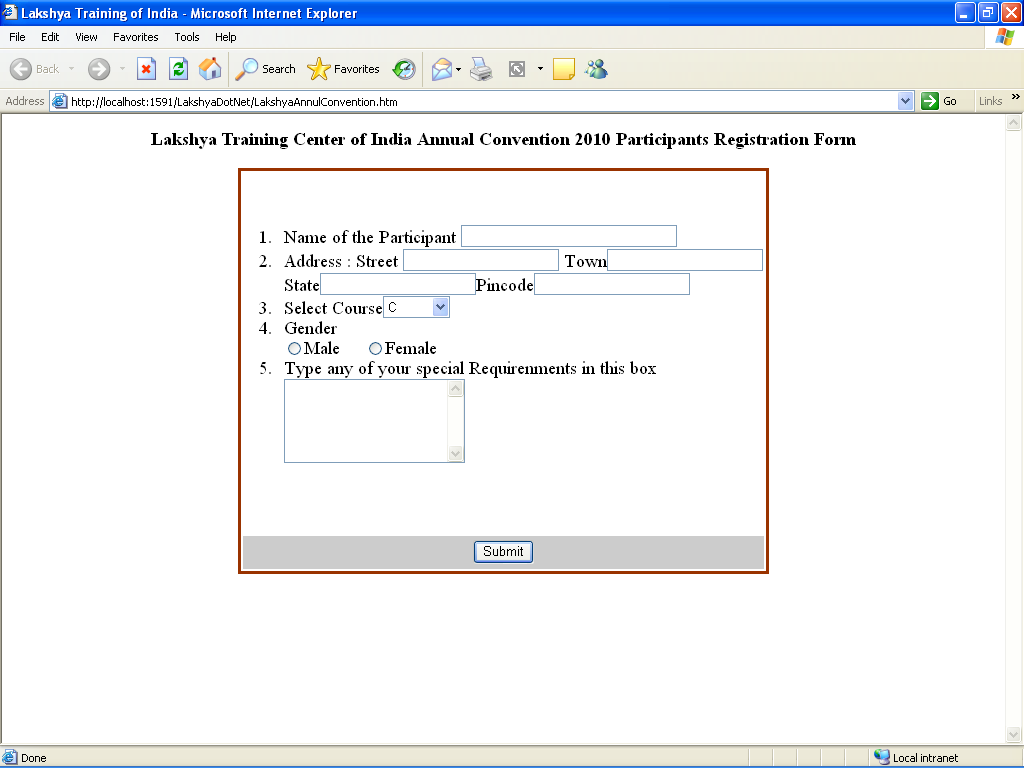 Lakshya Training of India - Microsoft Internet Explorer
File Edit View Favorites Tools Help
Back Search Favorites
Address http://localhost:1591/LakshyaDotNet/LakshyaAnnulConvention.htm Go Links »
Lakshya Training Center of India Annual Convention 2010 Participants Registration Form
1. Name of the Participant
2. Address : Street Town
State Pincode
3. Select Course C
4. Gender
Male Female
5. Type any of your special Requirenments in this box
Submit
Done Local intranet